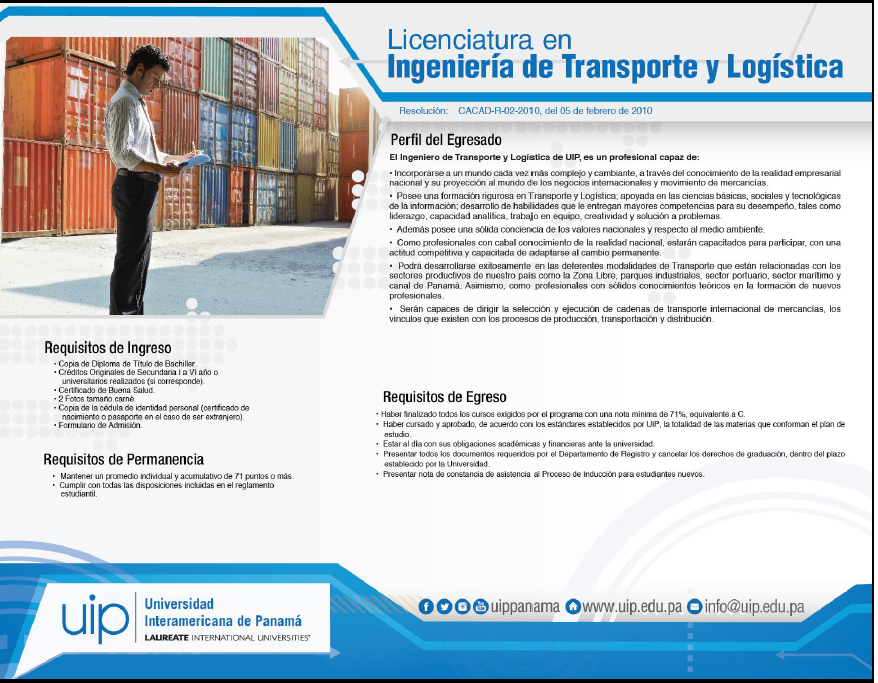 Licenciatura en
Ingeniería de Transporte y Logística
Resolución: CACAD-R-02-2010, del 05 de febrero de 2010
Perfil del Egresado
El Ingeniero de Transporte y Logística de UIP, es un profesional capaz de:
• Incorporarse a un mundo cada vez más complejo y cambiante, a través del conocimiento de la realidad empresarial
nacional y su proyección al mundo de los negocios internacionales y movimiento de mercancías.
• Posee una formación rigurosa en Transporte y Logística; apoyada en las ciencias básicas, sociales y tecnológicas
de la información; desarrollo de habilidades que le entregan mayores competencias para su desempeño, tales como
liderazgo, capacidad analítica, trabajo en equipo, creatividad y solución a problemas.
• Además posee una sólida conciencia de los valores nacionales y respecto al medio ambiente.
• Como profesionales con cabal conocimiento de la realidad nacional, estarán capacitados para participar, con una
actitud competitiva y capacitada de adaptarse al cambio permanente.
• Podrá desarrollarse exitosamente en las deferentes modalidades de Transporte que están relacionadas con los
sectores productivos de nuestro país como la Zona Libre, parques industriales, sector portuario, sector marítimo y
canal de Panamá. Asimismo, como profesionales con sólidos conocimientos teóricos en la formación de nuevos
profesionales.
• Serán capaces de dirigir la selección y ejecución de cadenas de transporte internacional de mercancías, los
vínculos que existen con los procesos de producción, transportación y distribución.
Requisitos de Ingreso
• Copia de Diploma de Título de Bachiller.
• Créditos Originales de Secundaria I a VI año o
universitarios realizados (si corresponde).
• Certificado de Buena Salud.
• 2 Fotos tamaño carné.
• Copia de la cédula de identidad personal (certificado de
nacimiento o pasaporte en el caso de ser extranjero).
• Formulario de Admisión.
Requisitos de Permanencia
• Mantener un promedio individual y acumulativo de 71 puntos o más.
• Cumplir con todas las disposiciones incluidas en el reglamento
estudiantil.
Requisitos de Egreso
• Haber finalizado todos los cursos exigidos por el programa con una nota mínima de 71%, equivalente a C.
• Haber cursado y aprobado, de acuerdo con los estándares establecidos por UIP, la totalidad de las materias que conforman el plan de
estudio.
• Estar al día con sus obligaciones académicas y financieras ante la universidad.
• Presentar todos los documentos requeridos por el Departamento de Registro y cancelar los derechos de graduación, dentro del plazo
establecido por la Universidad.
• Presentar nota de constancia de asistencia al Proceso de Inducción para estudiantes nuevos.
uip
Universidad
Interamericana de Panamá
LAUREATE INTERNATIONAL UNIVERSITIES
uippanama www.uip.edu.pa info@uip.edu.pa